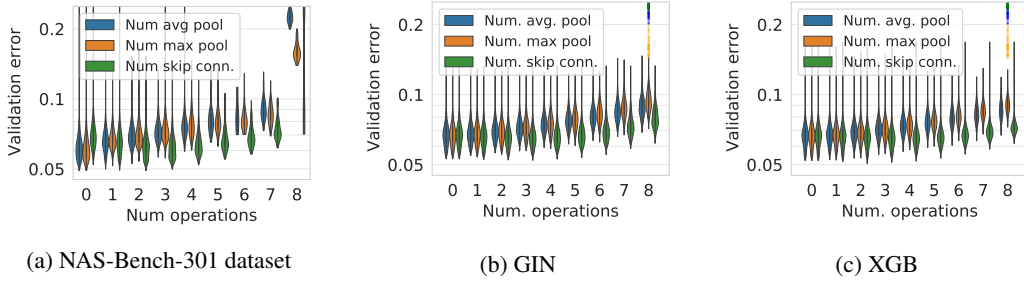 Validation error
0.2
0.1
0.05
Num avg pool
Num max pool
Num skip conn.
0 1 2 3 4 5 6 7 8
Num operations
(a) NAS-Bench-301 dataset
Validation error
0.2
0.1
0.05
Num. avg. pool
Num. max pool
Num. skip conn.
0 1 2 3 4 5 6 7 8
Num. operations
(b) GIN
Validation error
0.2
0.1
0.05
Num. avg. pool
Num. max pool
Num. skip conn.
0 1 2 3 4 5 6 7 8
Num. operations
(c) XGB